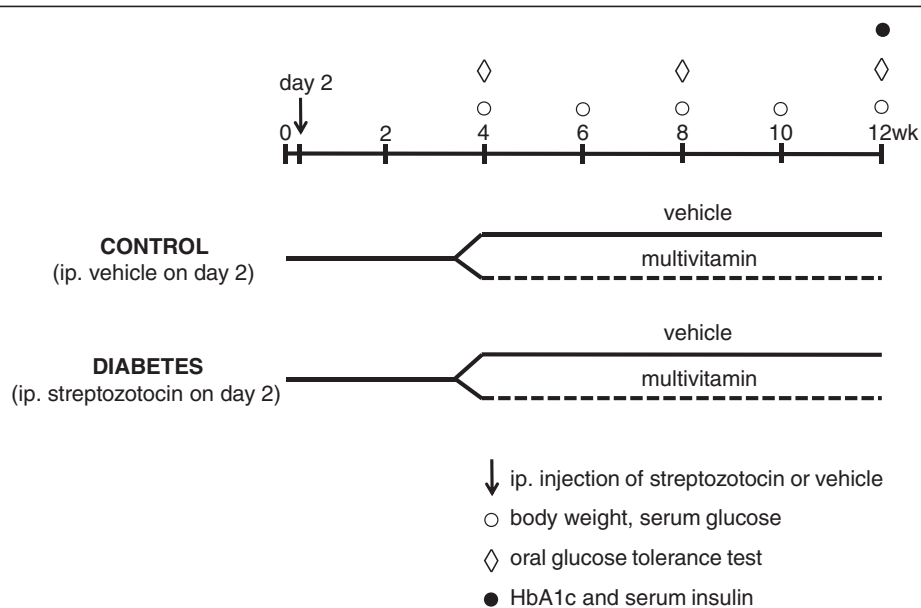 day 2
0 2 4 6 8 10 12wk
vehicle
CONTROL
(ip. vehicle on day 2)
multivitamin
vehicle
DIABETES
(ip. streptozotocin on day 2)
multivitamin
ip. injection of streptozotocin or vehicle
body weight, serum glucose
oral glucose tolerance test
HbA1c and serum insulin